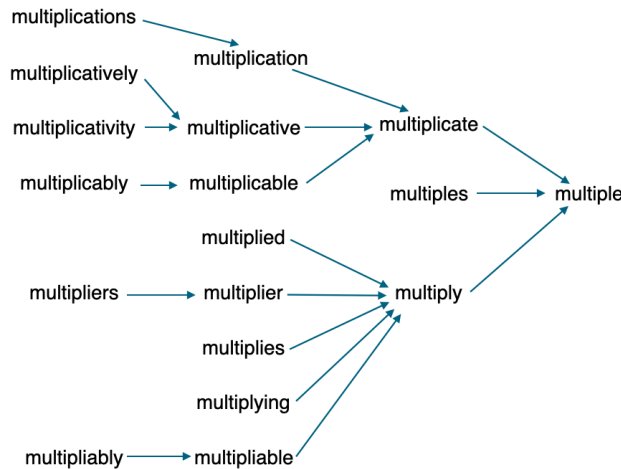 multiplications
multiplication
multiplicatively
multiplicativity
multiplicative
multiplicate
multiplicably
multiplicable
multiples
multiple
multiplied
multipliers
multiplier
multiply
multiplies
multiplying
multipliably
multipliable